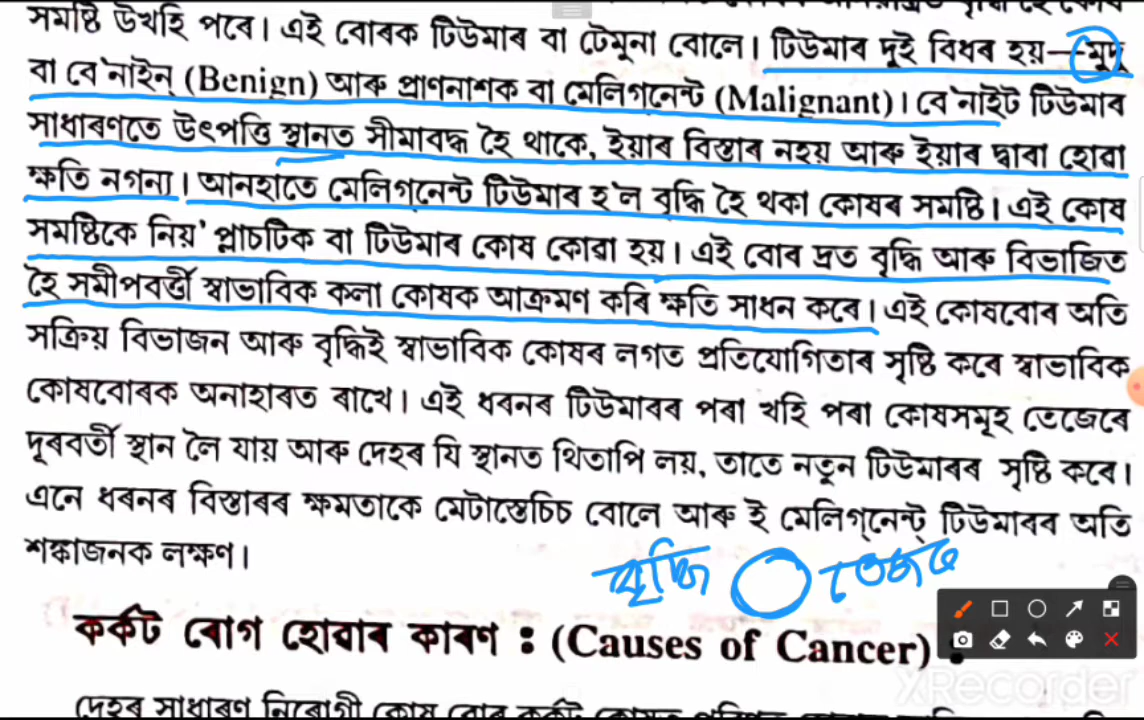 সমষ্টি উখহি পৰে। এই বোৰক টিউমাৰ বা টেমুনা বোলে। টিউমাৰ দুই বিধৰ হয়—মুদু
বা বে'নাইন্ (Benign) আৰু প্ৰাণনাশক বা মেলিগনেন্ট (Malignant)। বে'নাইট টিউমাৰ
সাধাৰণতে উৎপত্তি স্থানত সীমাবদ্ধ হৈ থাকে, ইয়াৰ বিস্তাৰ নহয় আৰু ইয়াৰ দ্বাৰা হোৱা
ক্ষতি নগন্য। আনহাতে মেলিগ্‌নেন্ট টিউমাৰ হ'ল বৃদ্ধি হৈ থকা কোষৰ সমষ্টি। এই কোষ
সমষ্টিকে নিয়' প্লাচটিক বা টিউমাৰ কোষ কোৱা হয়। এই বোৰ দ্ৰুত বৃদ্ধি আৰু বিভাজিত
হৈ সমীপবৰ্তী স্বাভাবিক কলা কোষক আক্ৰমণ কৰি ক্ষতি সাধন কৰে। এই কোষবোৰ অতি
সক্ৰিয় বিভাজন আৰু বৃদ্ধিই স্বাভাবিক কোষৰ লগত প্ৰতিযোগিতাৰ সৃষ্টি কৰে স্বাভাবিক
কোষবোৰক অনাহাৰত ৰাখে। এই ধৰনৰ টিউমাৰৰ পৰা খহি পৰা কোষসমূহ তেজেৰে
দূৰবৰ্তী স্থান লৈ যায় আৰু দেহৰ যি স্থানত থিতাপি লয়, তাতে নতুন টিউমাৰৰ সৃষ্টি কৰে।
এনে ধৰনৰ বিস্তাৰৰ ক্ষমতাকে মেটাস্তেচিচ বোলে আৰু ই মেলিগ্‌নেন্ট্ টিউমাৰৰ অতি
শঙ্কাজনক লক্ষণ।
বৃদ্ধি তেজত
কৰ্কট ৰোগ হোৱাৰ কাৰণ : (Causes of Cancer) :
XRecorder
দেহৰ সাধাৰণ নিৰোগী কোষ বোৰ কৰ্কট কোষত